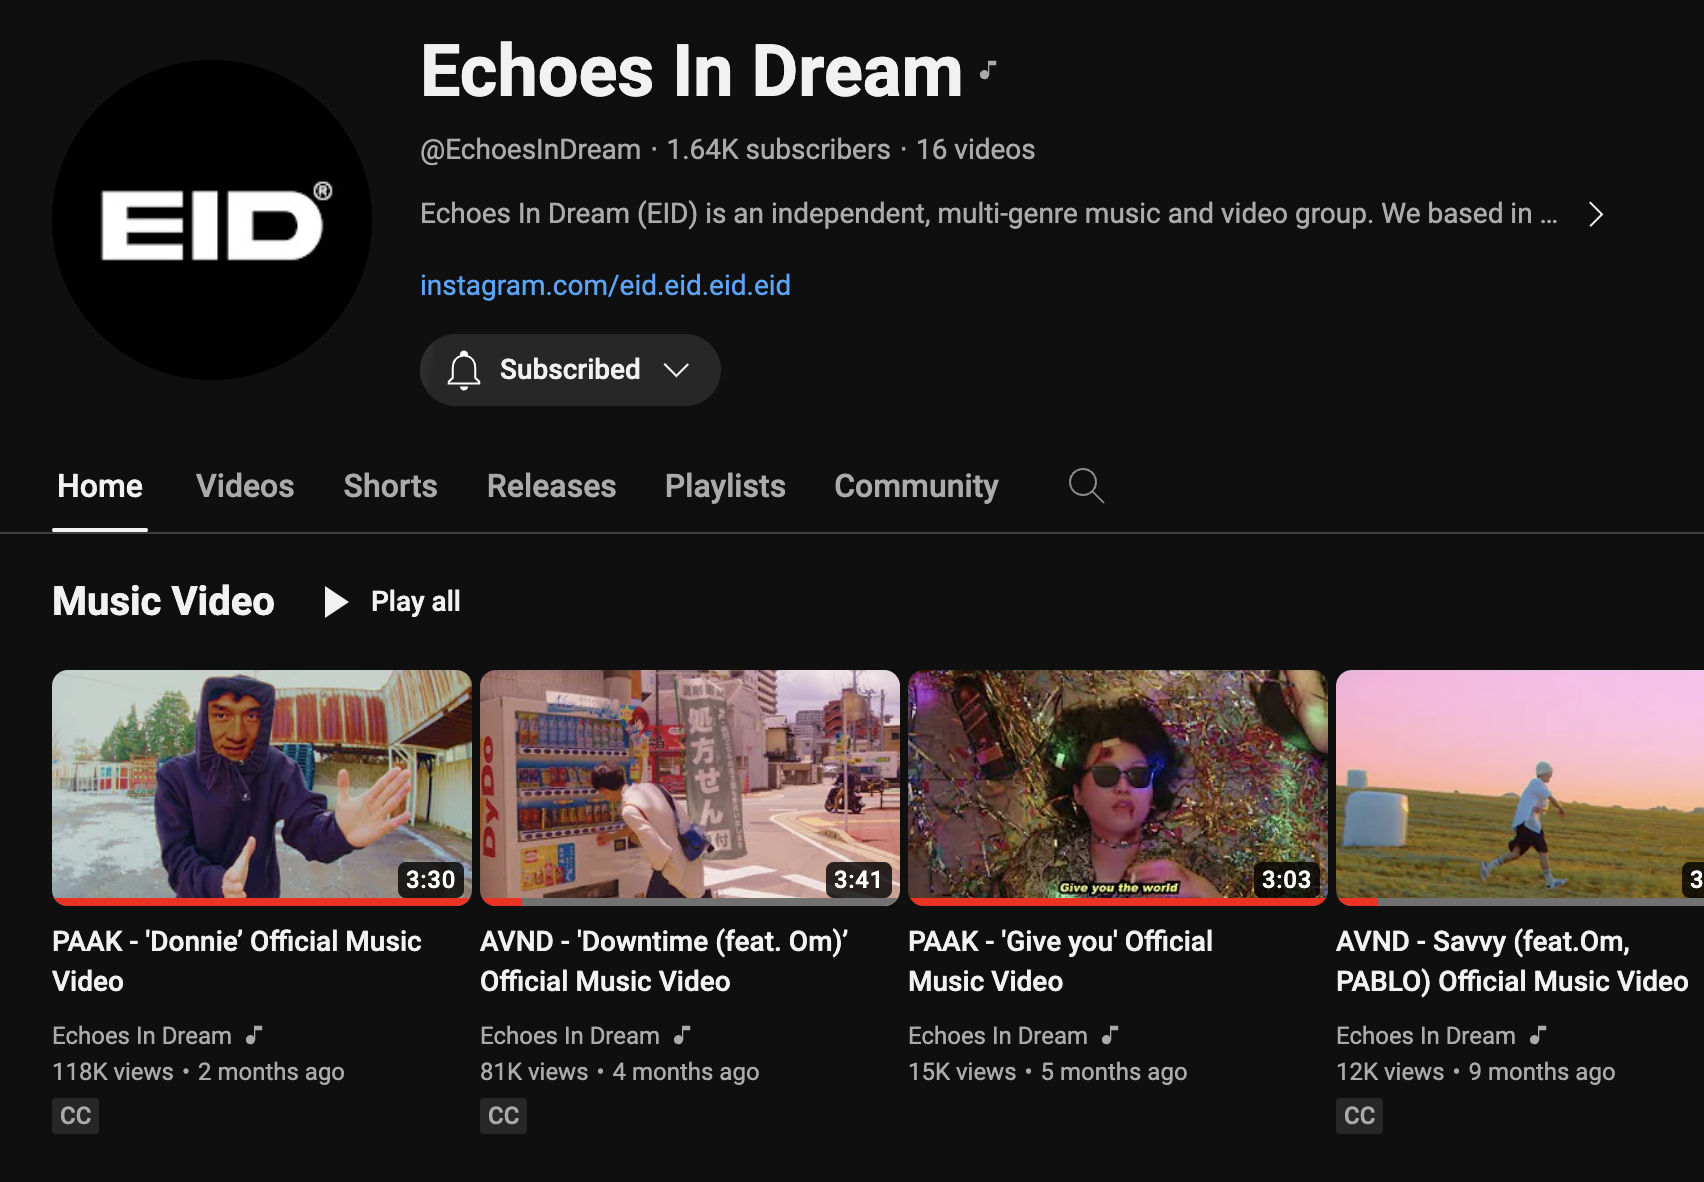 EID®
Echoes In Dream
@EchoesInDream · 1.64K subscribers · 16 videos
Echoes In Dream (EID) is an independent, multi-genre music and video group. We based in ...
instagram.com/eid.eid.eid.eid
Subscribed
Home Videos Shorts Releases Playlists Community
Music Video Play all
DyDo
処方せん
受付
Give you the world
3:30
3:41
3:03
3
PAAK - 'Donnie’ Official Music
Video
Echoes In Dream
118K views • 2 months ago
CC
AVND - 'Downtime (feat. Om)’
Official Music Video
Echoes In Dream
81K views • 4 months ago
CC
PAAK - 'Give you' Official
Music Video
Echoes In Dream
15K views • 5 months ago
AVND - Savvy (feat.Om,
PABLO) Official Music Video
Echoes In Dream
12K views • 9 months ago
CC